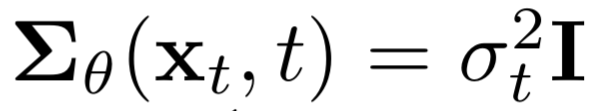 𝚺_θ(𝐱_t, t) = σ_t^2 𝐈